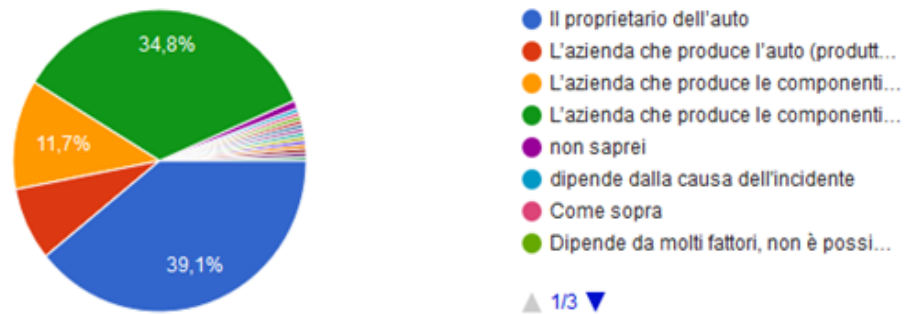 34,8%
11,7%
39,1%
Il proprietario dell'auto
L'azienda che produce l'auto (produtt...
L'azienda che produce le componenti...
L'azienda che produce le componenti...
non saprei
dipende dalla causa dell'incidente
Come sopra
Dipende da molti fattori, non è possi...
1/3